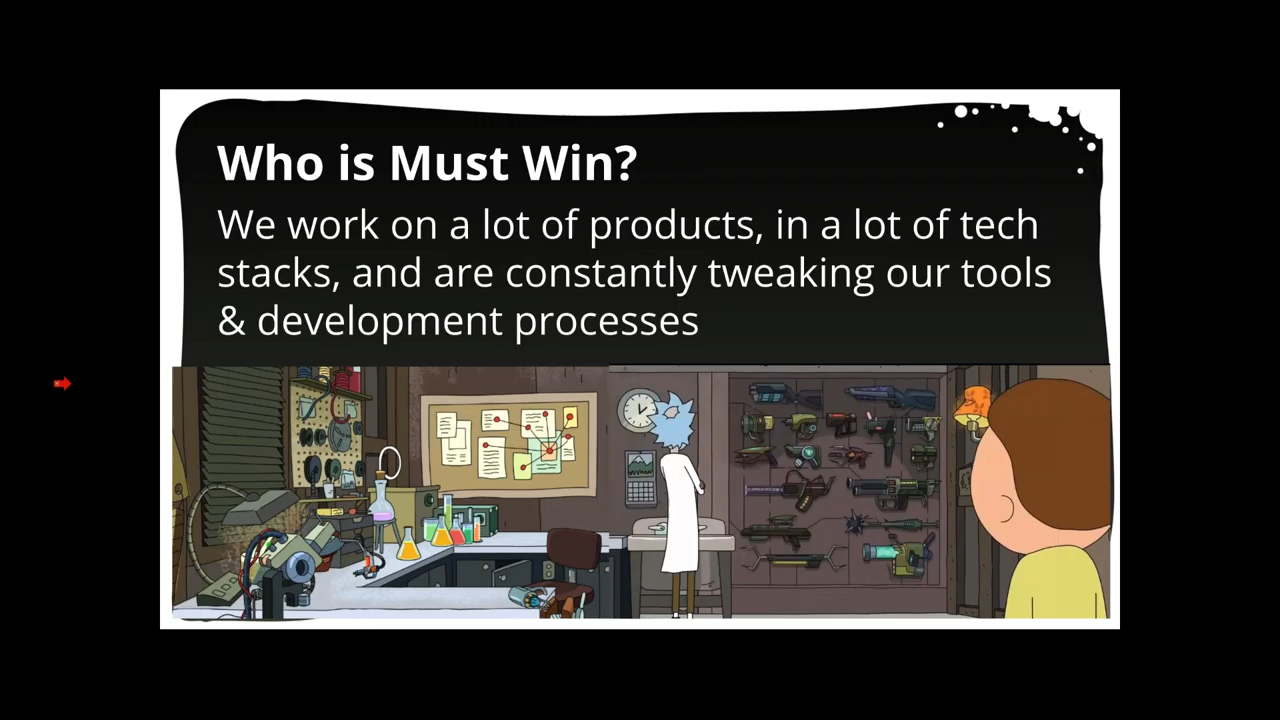 Who is Must Win?
We work on a lot of products, in a lot of tech
stacks, and are constantly tweaking our tools
& development processes